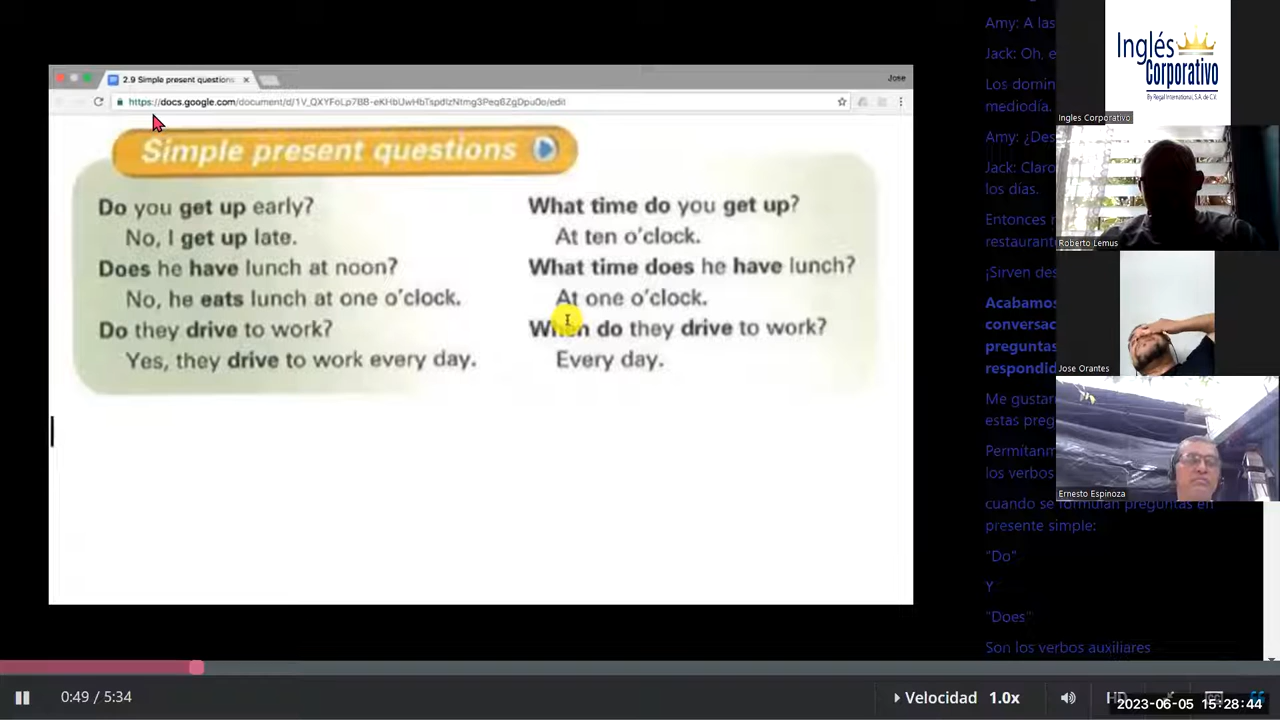 2.9 Simple present questions
Jose
https://docs.google.com/document/d/1V_QXYFoLp7BB-eKHbUwHbTspdIzNtmg3Peq6ZgDpu0o/edit
Simple present questions
Do you get up early?
No, I get up late.
Does he have lunch at noon?
No, he eats lunch at one o'clock.
Do they drive to work?
Yes, they drive to work every day.
What time do you get up?
At ten o'clock.
What time does he have lunch?
At one o'clock.
When do they drive to work?
Every day.
Amy: A las
Jack: Oh, e
Los domin
mediodía.
Amy: ¿Des
Jack: Claro
los días.
Entonces
restaurant
¡Sirven des
Acabamos
conversac
preguntas
respondid
Me gustar
estas preg
Permítanm
los verbos
cuando se formulan preguntas en
presente simple:
"Do"
Y
"Does"
Son los verbos auxiliares
Inglés
Corporativo
By Regal International, S.A. de C.V.
Ingles Corporativo
Roberto Lemus
Jose Orantes
Ernesto Espinoza
0:49 / 5:34
Velocidad 1.0x
HD
2023-06-05 15:28:44